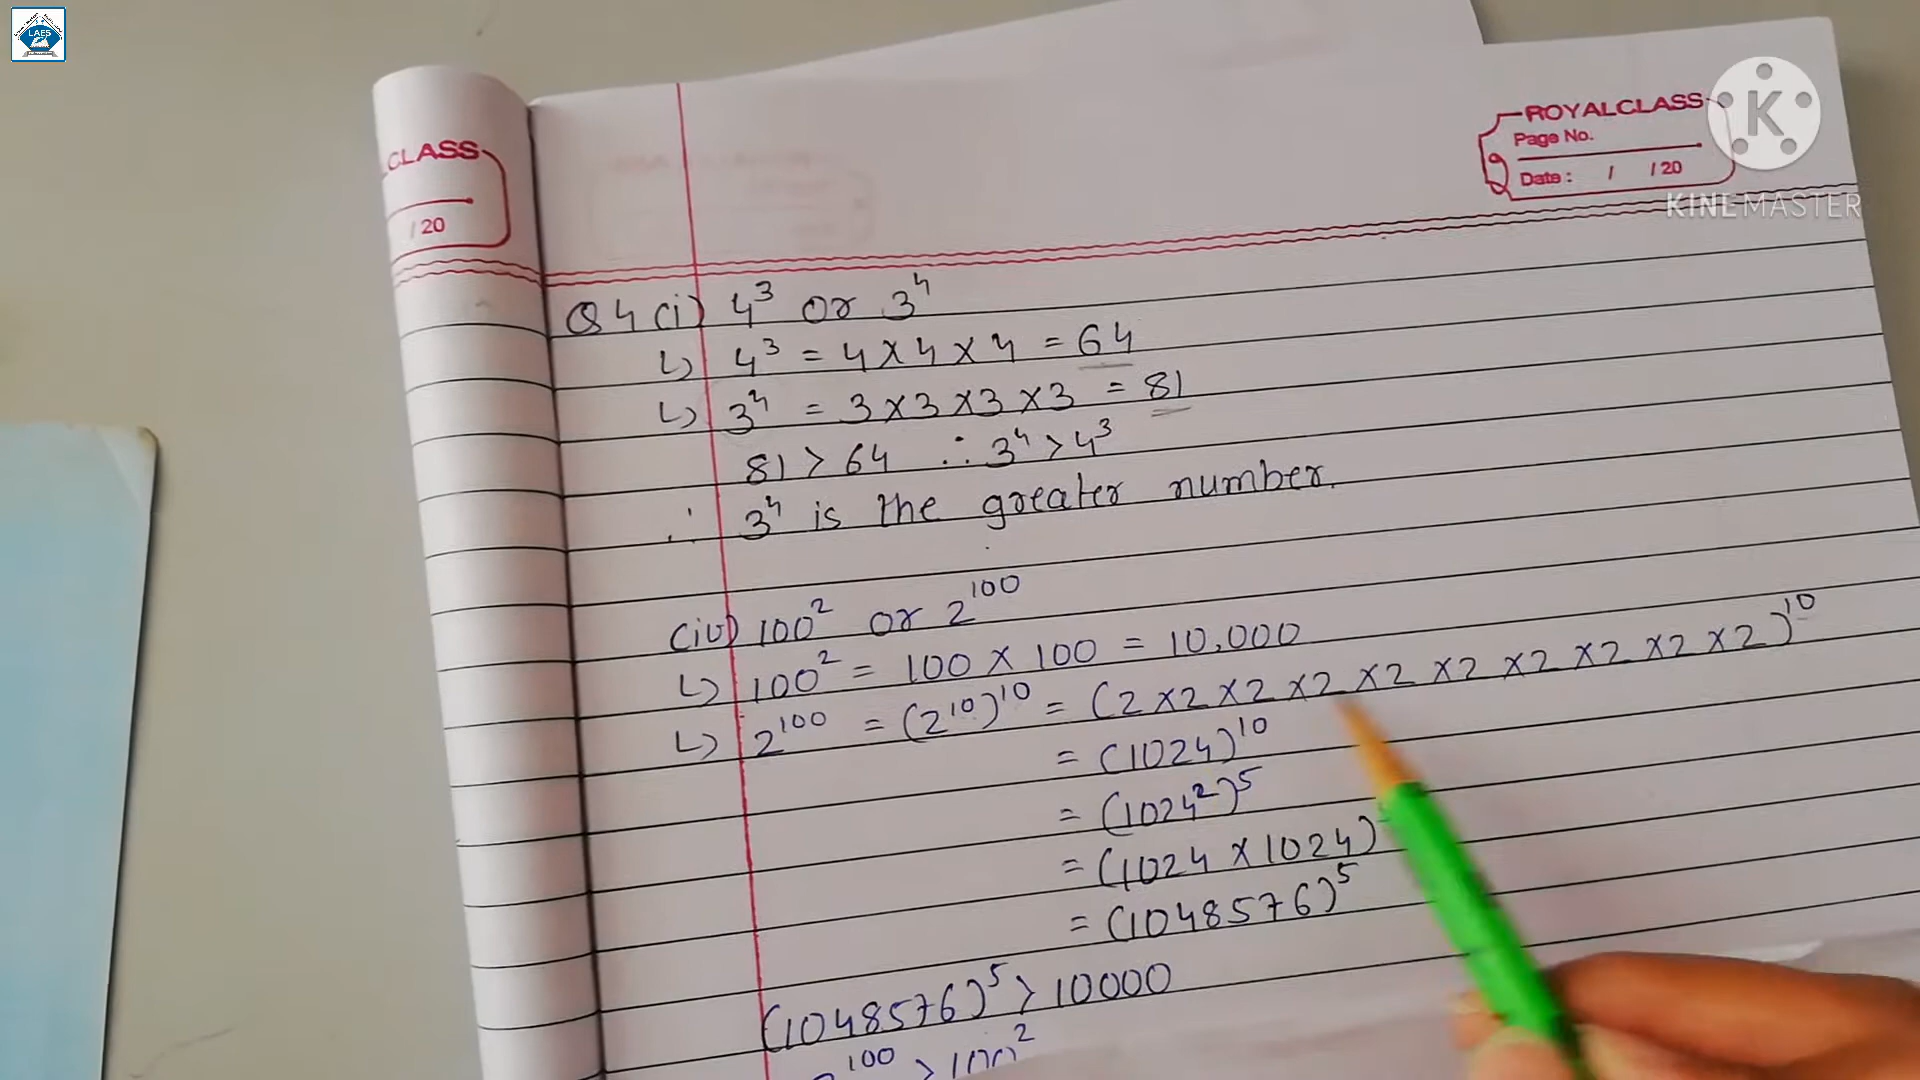 LAES
CLASS
/ 20
ROYALCLASS
Page No.
Date : / / 20
K
KINEMASTER
Q4 (i) 4³ or 3⁴
↳ 4³ = 4 × 4 × 4 = 64
↳ 3⁴ = 3 × 3 × 3 × 3 = 81
81 > 64 ∴ 3⁴ > 4³
∴ 3⁴ is the greater number.
(iv) 100² or 2¹⁰⁰
↳ 100² = 100 × 100 = 10,000
↳ 2¹⁰⁰ = (2¹⁰)¹⁰ = (2 × 2 × 2 × 2 × 2 × 2 × 2 × 2 × 2 × 2)¹⁰
= (1024)¹⁰
= (1024²)⁵
= (1024 × 1024)
= (1048576)⁵
(1048576)⁵ > 10000
2¹⁰⁰ > 100²